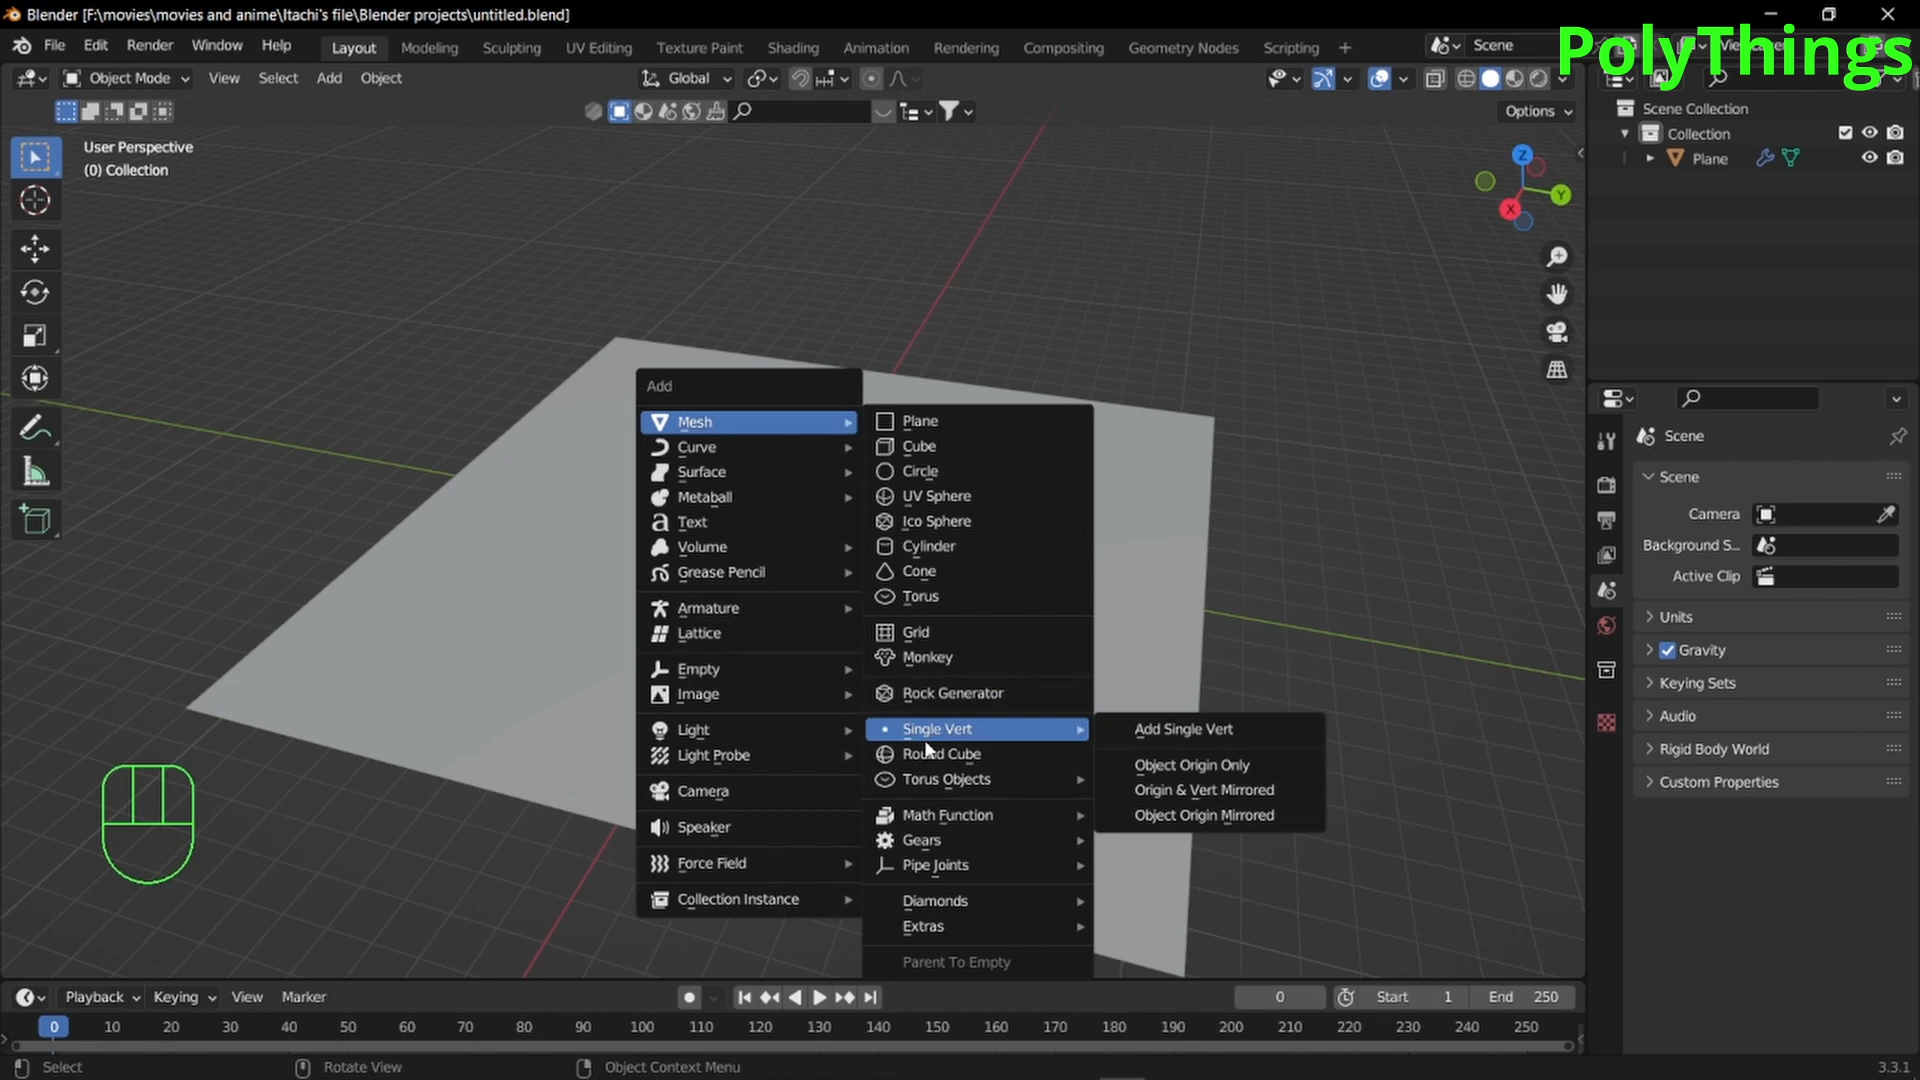 Blender [F:\movies\movies and anime\Itachi's file\Blender projects\untitled.blend]
PolyThings
File Edit Render Window Help
Layout Modeling Sculpting UV Editing Texture Paint Shading Animation Rendering Compositing Geometry Nodes Scripting
Scene
Object Mode View Select Add Object
Global
Options
User Perspective
(0) Collection
Z
Y
X
Scene Collection
Collection
Plane
Add
Mesh
Curve
Surface
Metaball
Text
Volume
Grease Pencil
Armature
Lattice
Empty
Image
Light
Light Probe
Camera
Speaker
Force Field
Collection Instance
Plane
Cube
Circle
UV Sphere
Ico Sphere
Cylinder
Cone
Torus
Grid
Monkey
Rock Generator
Single Vert
Round Cube
Torus Objects
Math Function
Gears
Pipe Joints
Diamonds
Extras
Parent To Empty
Add Single Vert
Object Origin Only
Origin & Vert Mirrored
Object Origin Mirrored
Scene
Scene
Camera
Background S...
Active Clip
Units
Gravity
Keying Sets
Audio
Rigid Body World
Custom Properties
Playback Keying View Marker
0 Start 1 End 250
0 10 20 30 40 50 60 70 80 90 100 110 120 130 140 150 160 170 180 190 200 210 220 230 240 250
Select Rotate View Object Context Menu 3.3.1